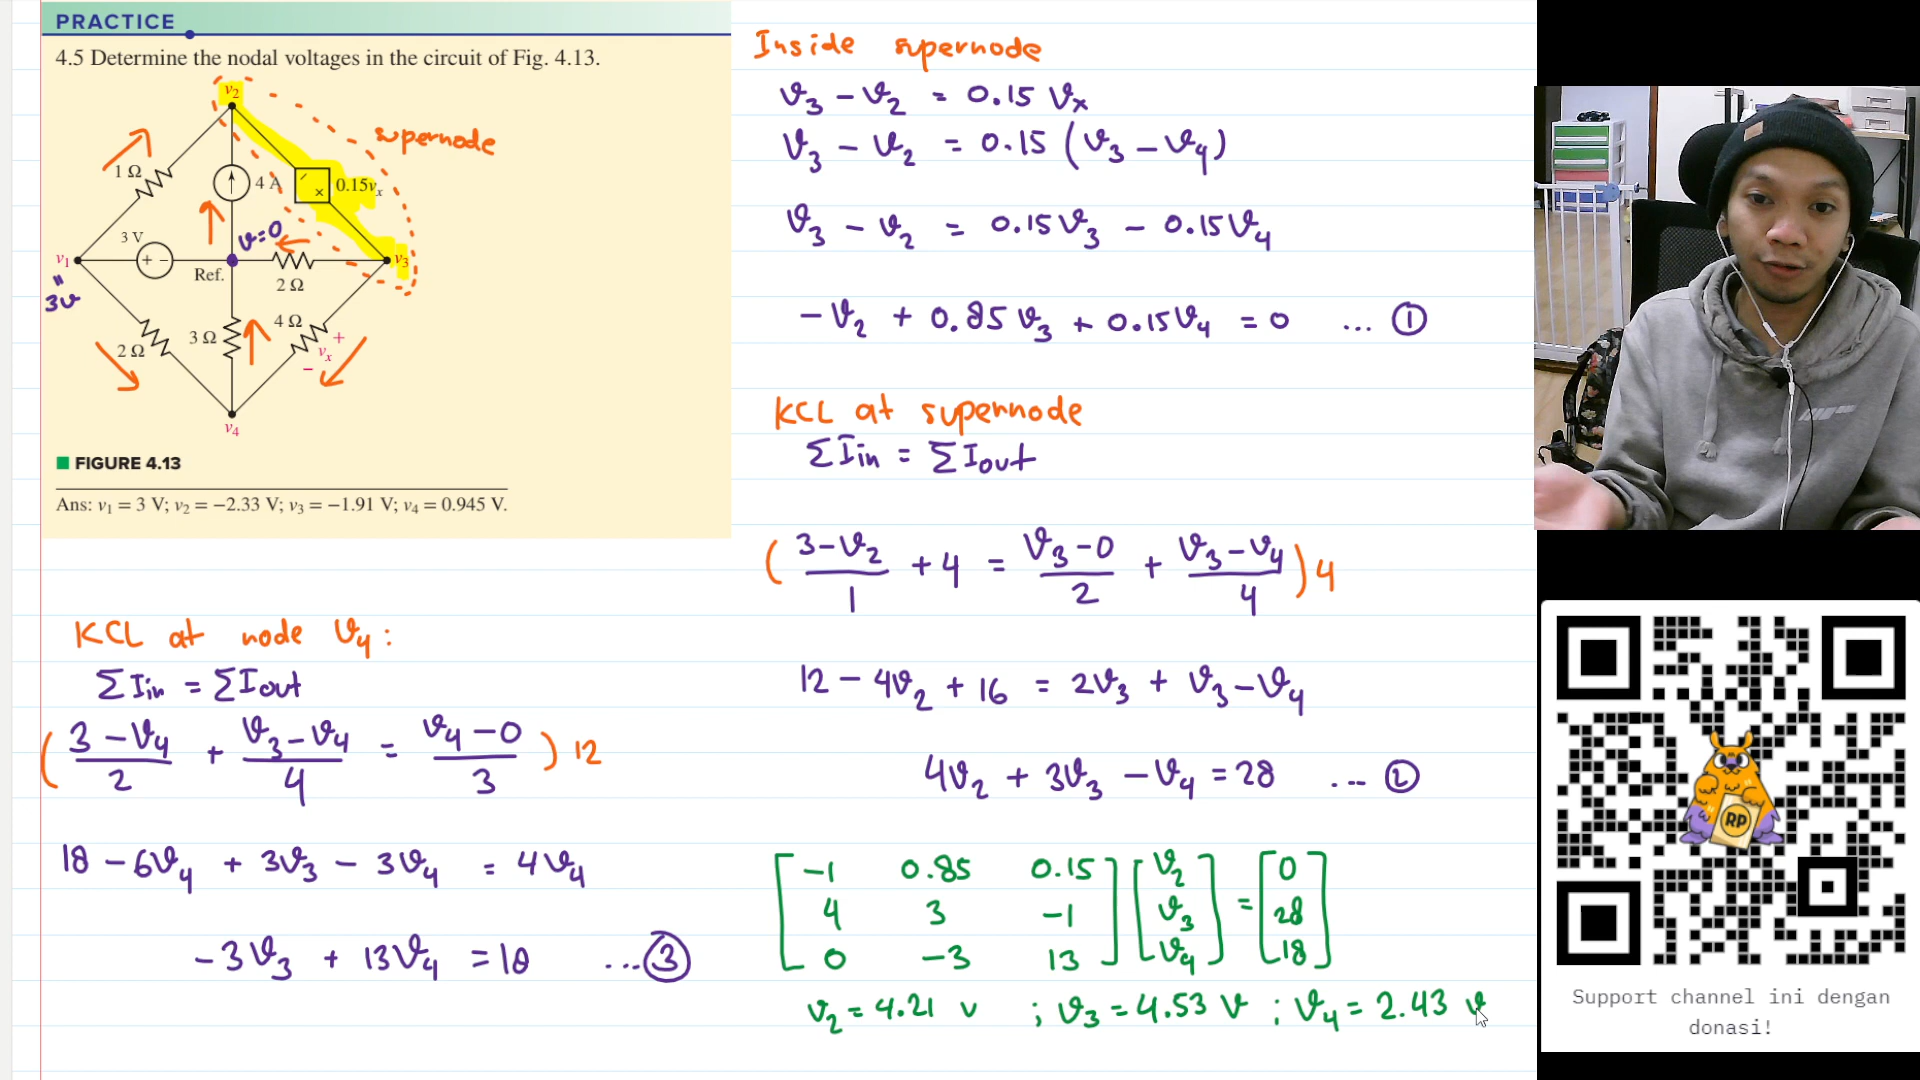 PRACTICE
4.5 Determine the nodal voltages in the circuit of Fig. 4.13.
v2
supernode
1 Ω
4 A
0.15vx
3 V
+ -
v=0
v1
"
3v
Ref.
2 Ω
v3
2 Ω
3 Ω
4 Ω
+
vx
−
v4
FIGURE 4.13
Ans: v1 = 3 V; v2 = −2.33 V; v3 = −1.91 V; v4 = 0.945 V.
KCL at node V4 :
ΣIin = ΣIout
( (3 − V4)/2 + (V3 − V4)/4 = (V4 − 0)/3 ) 12
18 − 6V4 + 3V3 − 3V4 = 4V4
−3V3 + 13V4 = 18 ... ③
Inside supernode
V3 − V2 = 0.15 Vx
V3 − V2 = 0.15 (V3 − V4)
V3 − V2 = 0.15V3 − 0.15V4
−V2 + 0.85V3 + 0.15V4 = 0 ... ①
KCL at supernode
ΣIin = ΣIout
( (3 − V2)/1 + 4 = (V3 − 0)/2 + (V3 − V4)/4 ) 4
12 − 4V2 + 16 = 2V3 + V3 − V4
4V2 + 3V3 − V4 = 28 ... ②
[ −1 0.85 0.15 ] [ V2 ] = [ 0 ]
[ 4 3 −1 ] [ V3 ] = [ 28 ]
[ 0 −3 13 ] [ V4 ] = [ 18 ]
V2 = 4.21 V ; V3 = 4.53 V ; V4 = 2.43 V
RP
Support channel ini dengan
donasi!